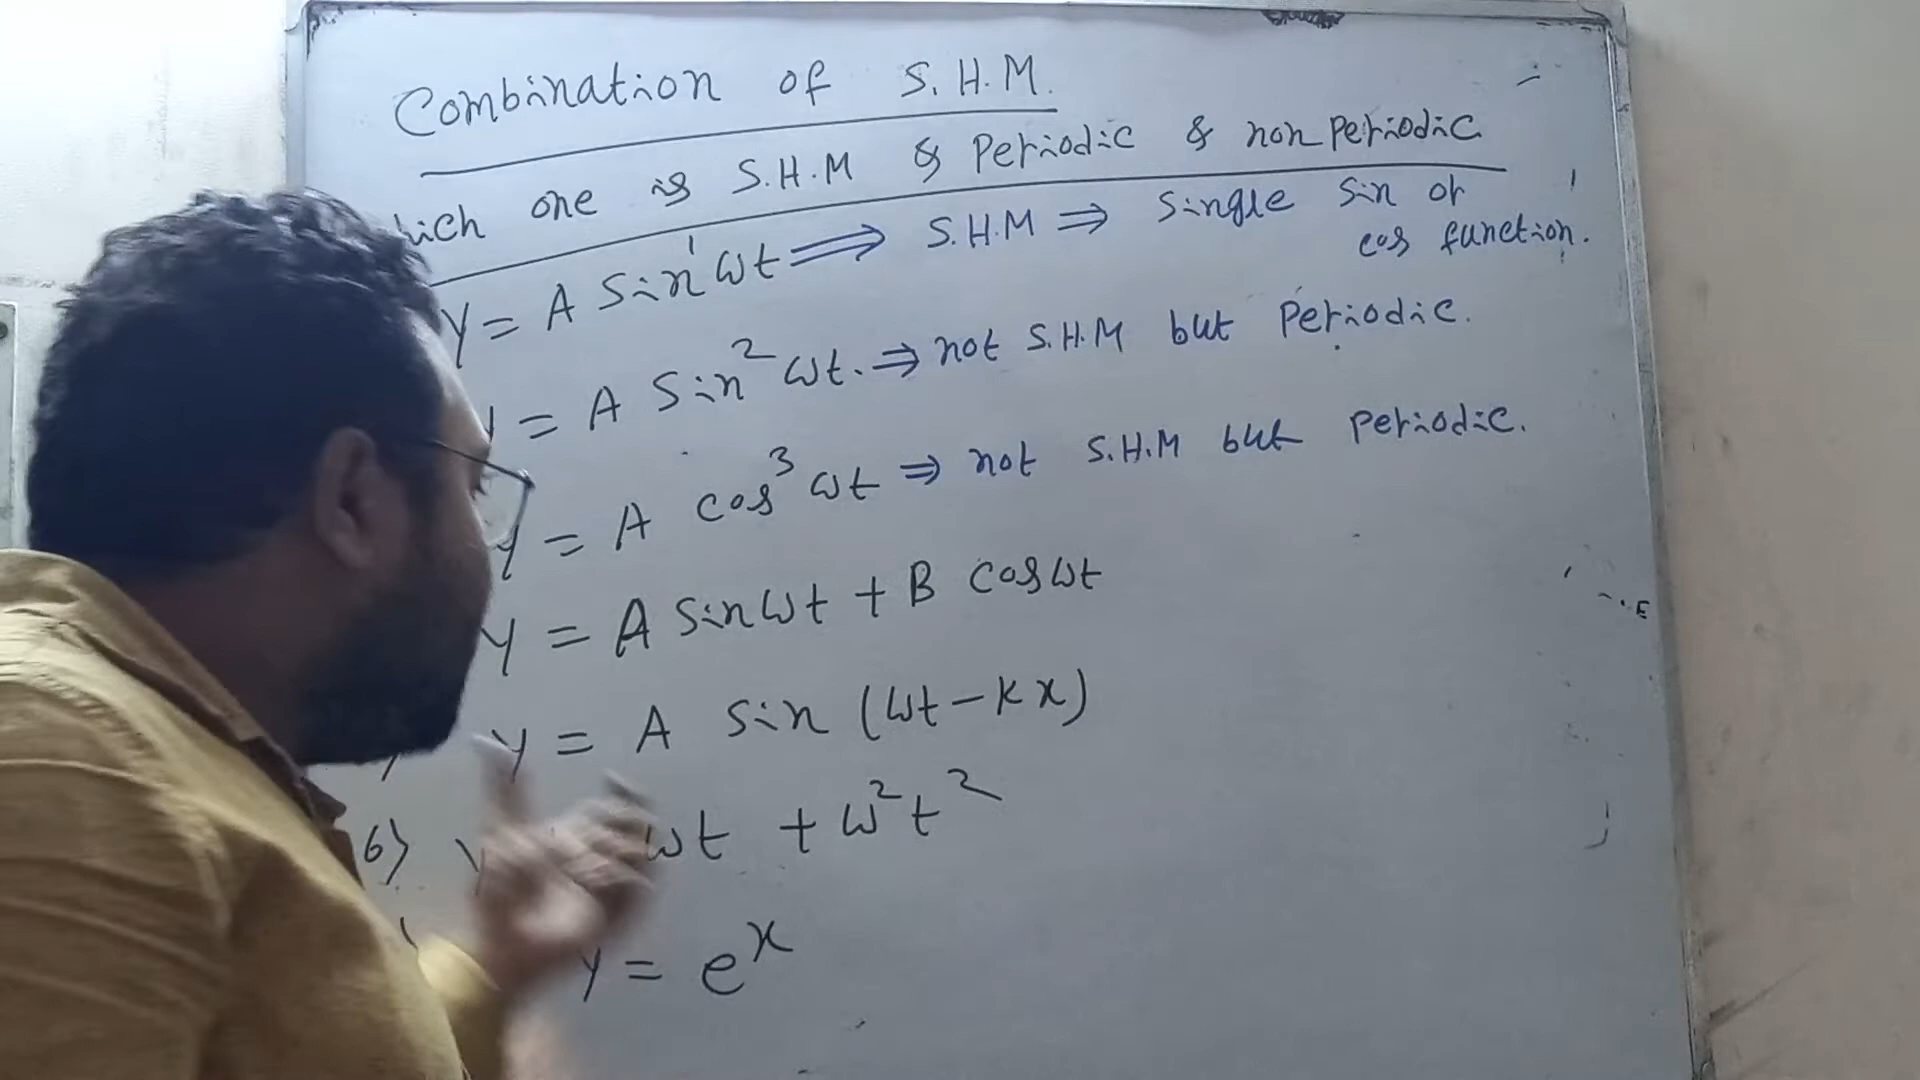 Combination of S.H.M.
one is S.H.M & Periodic & non Periodic
Y = A Sin¹ωt ⟹ S.H.M ⇒ Single Sin or
cos function.
= A Sin²ωt. ⇒ not S.H.M but Periodic.
Y = A cos³ωt ⇒ not S.H.M but Periodic.
Y = A Sinωt + B cosωt
Y = A Sin (ωt - Kx)
6) ωt + ω²t²
Y = eˣ